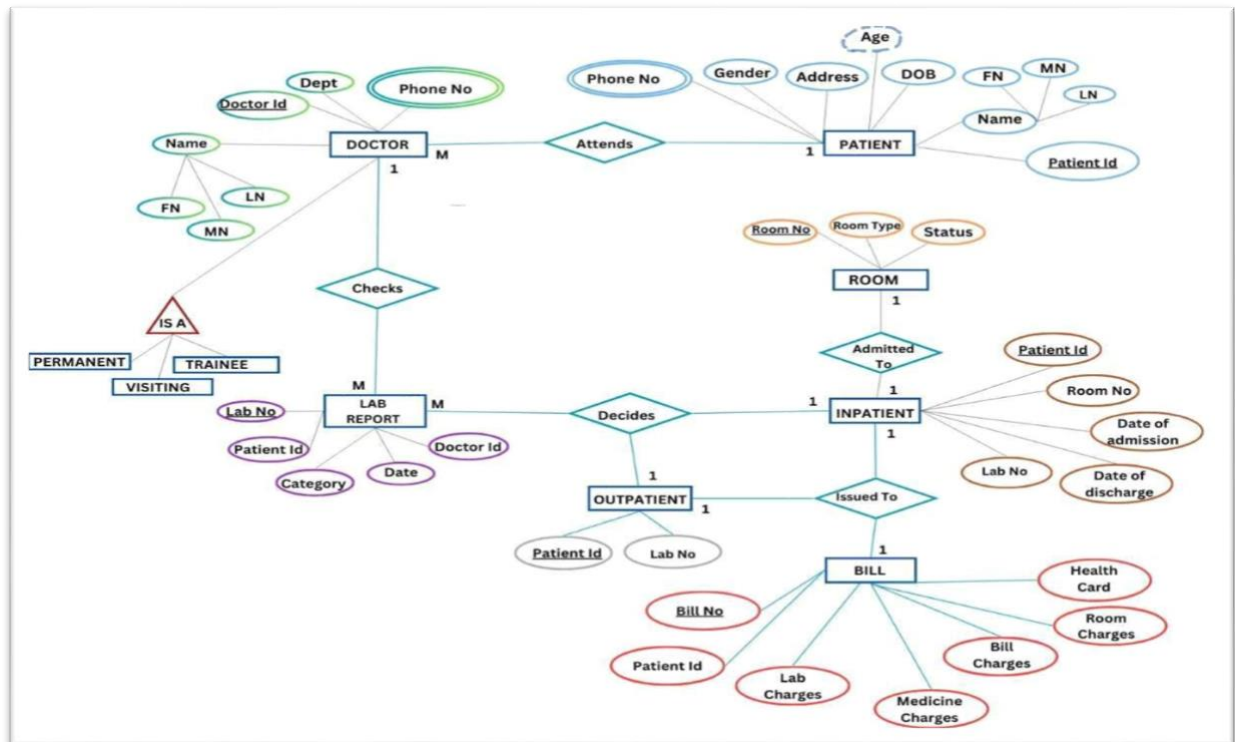 Age
Phone No
Gender
Address
DOB
FN
MN
LN
Name
Patient Id
PATIENT
1
Attends
M
DOCTOR
1
Dept
Phone No
Doctor Id
Name
FN
MN
LN
Room No
Room Type
Status
ROOM
1
Checks
IS A
PERMANENT
TRAINEE
VISITING
Admitted
To
1
Patient Id
Room No
Date of
admission
Date of
discharge
Lab No
INPATIENT
1
1
M
LAB
REPORT
M
Lab No
Patient Id
Category
Date
Doctor Id
Decides
1
OUTPATIENT
1
Patient Id
Lab No
Issued To
1
BILL
Bill No
Patient Id
Lab
Charges
Medicine
Charges
Bill
Charges
Room
Charges
Health
Card